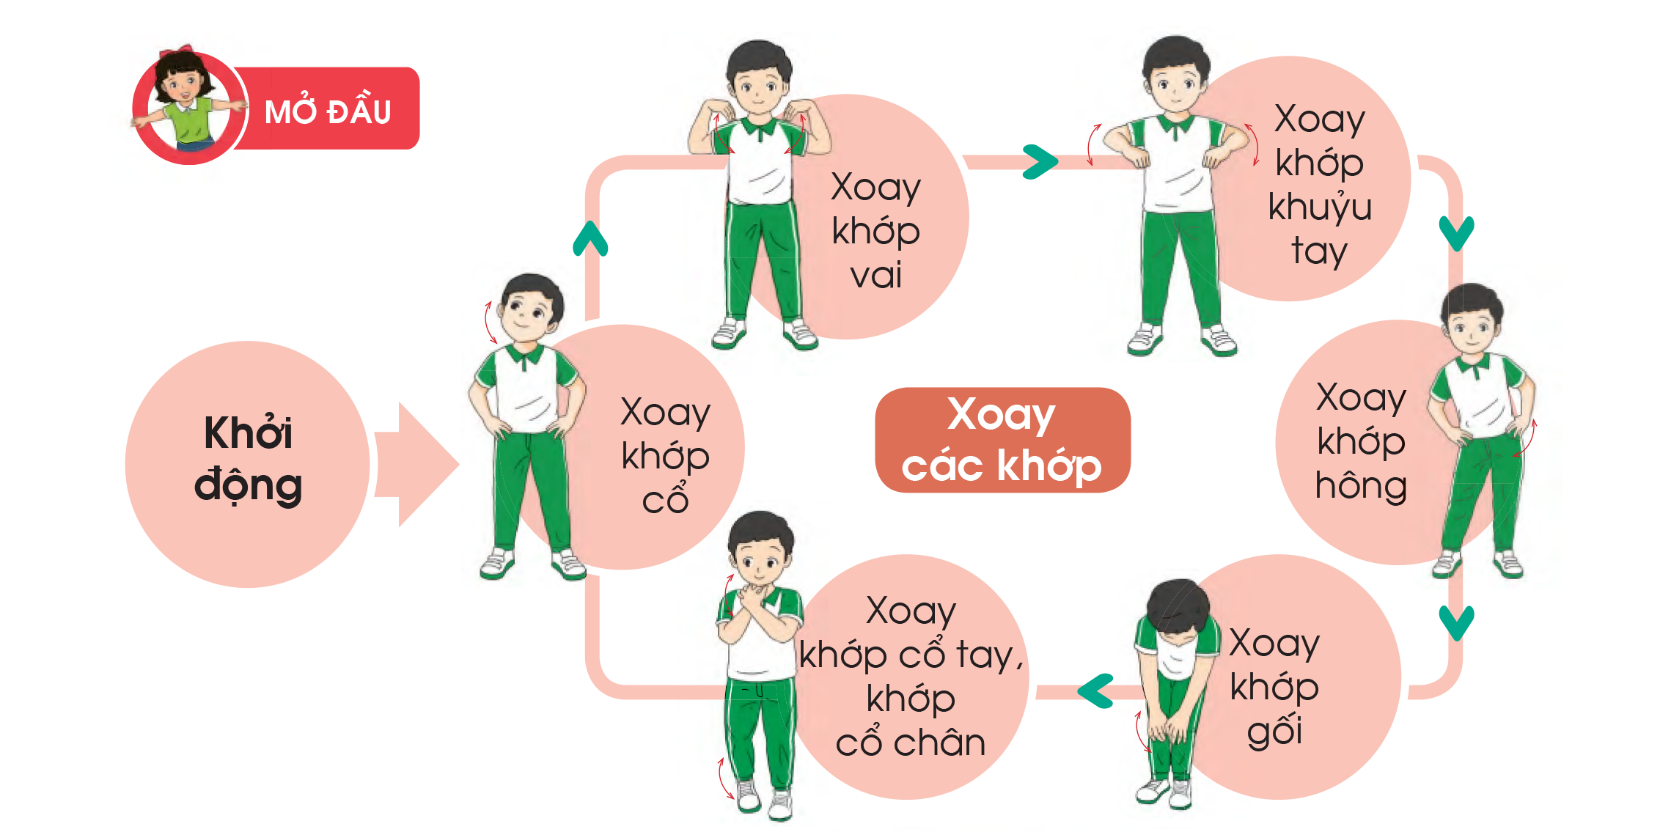 MỞ ĐẦU
Khởi
động
Xoay
khớp
cổ
Xoay
khớp
vai
Xoay
khớp
khuỷu
tay
Xoay
khớp
hông
Xoay
khớp
gối
Xoay
khớp cổ tay,
khớp
cổ chân
Xoay
các khớp